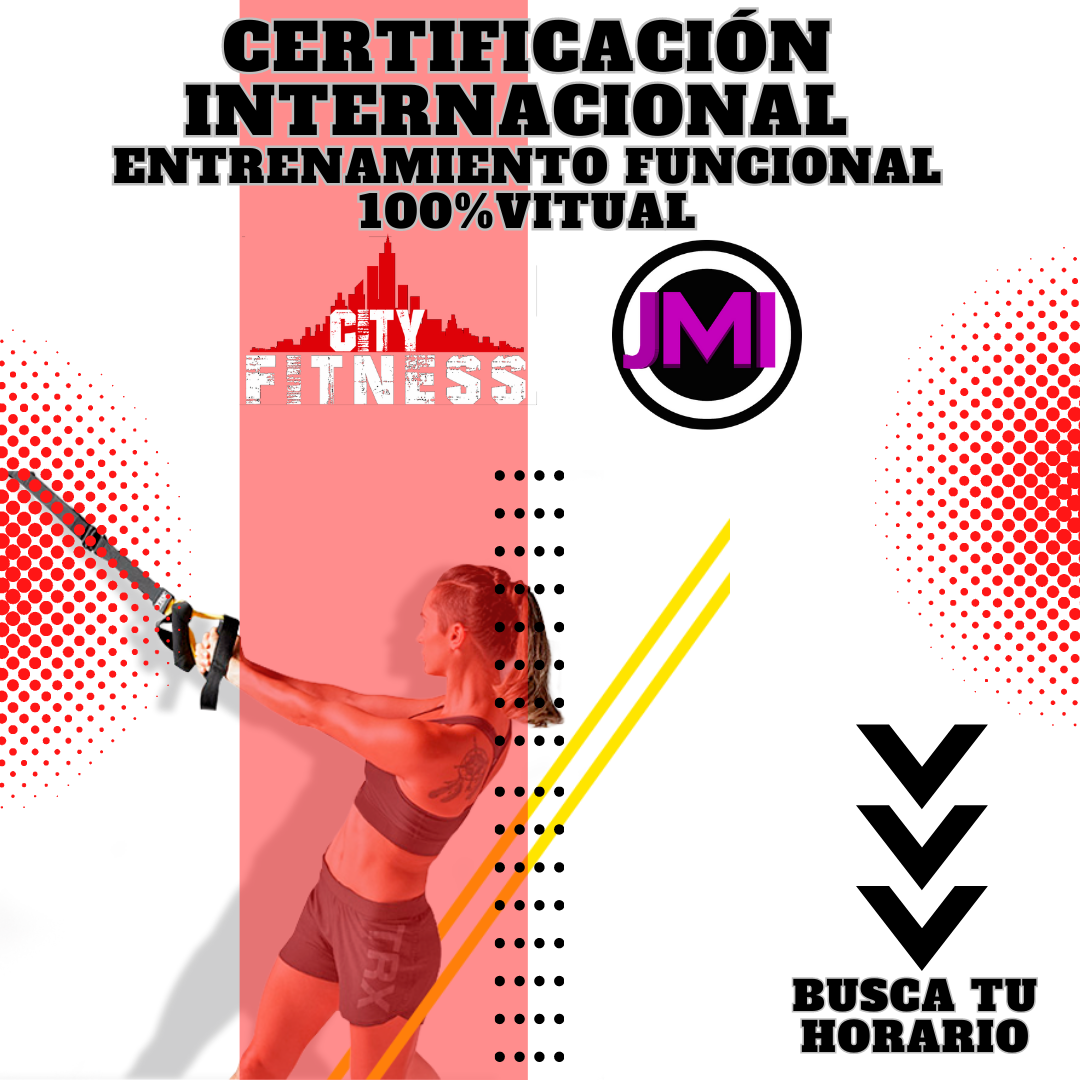 CERTIFICACIÓN
INTERNACIONAL
ENTRENAMIENTO FUNCIONAL
100%VITUAL
CITY
FITNESS
JMI
TRX
BUSCA TU
HORARIO